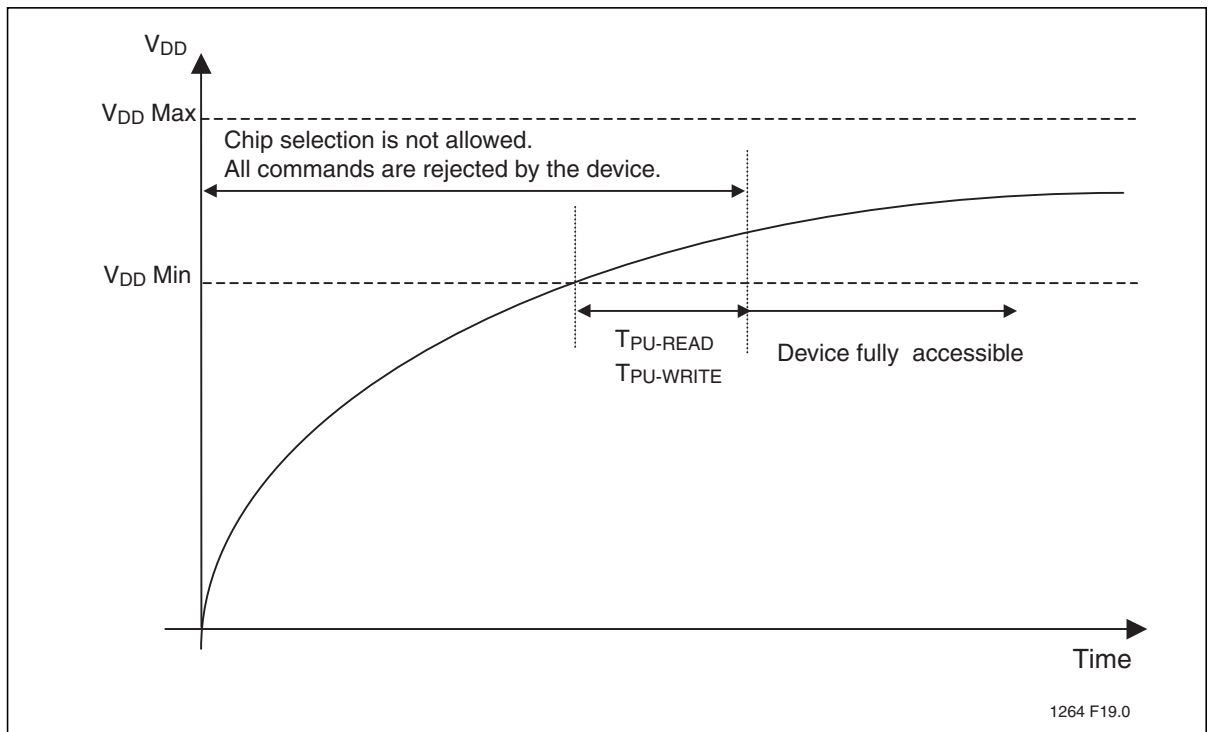 VDD
VDD Max
Chip selection is not allowed.
All commands are rejected by the device.
VDD Min
TPU-READ
TPU-WRITE
Device fully accessible
Time
1264 F19.0